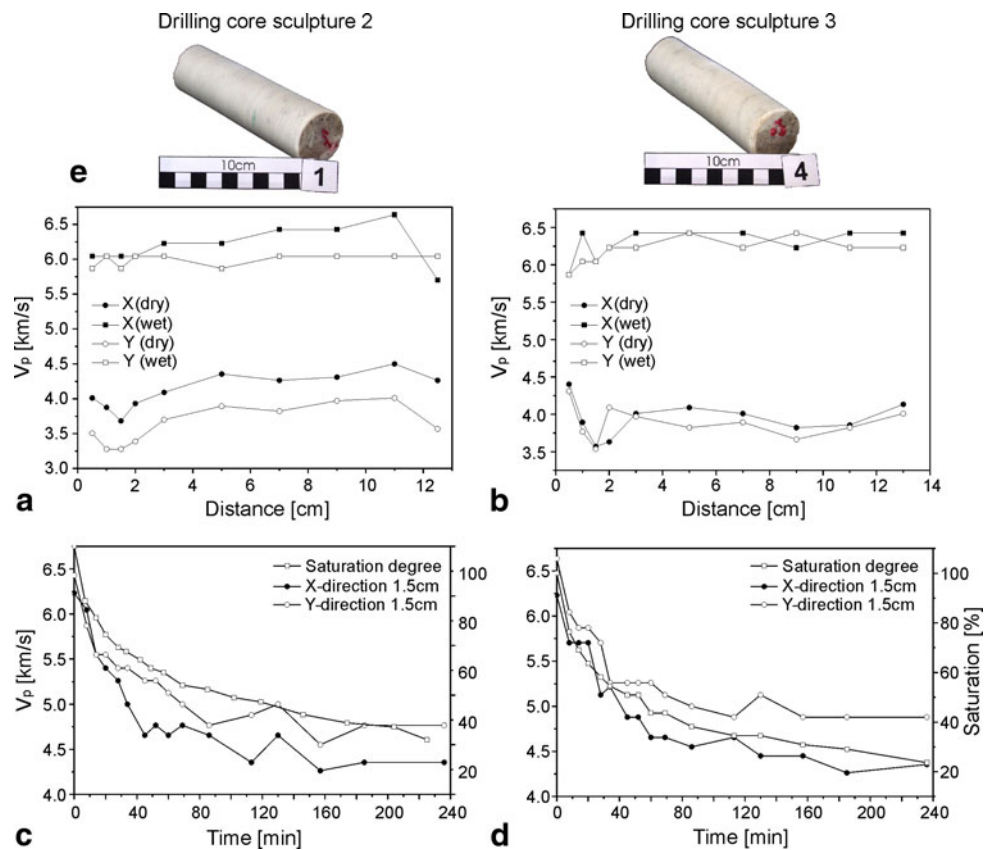 Drilling core sculpture 2
Drilling core sculpture 3
e
10cm
1
10cm
4
6.5
6.0
5.5
5.0
4.5
4.0
3.5
3.0
Vp [km/s]
X (dry)
X (wet)
Y (dry)
Y (wet)
0 2 4 6 8 10 12
Distance [cm]
a
6.5
6.0
5.5
5.0
4.5
4.0
3.5
Vp [km/s]
X (dry)
X (wet)
Y (dry)
Y (wet)
0 2 4 6 8 10 12 14
Distance [cm]
b
6.5
6.0
5.5
5.0
4.5
4.0
Vp [km/s]
Saturation degree
X-direction 1.5cm
Y-direction 1.5cm
100
80
60
40
20
0 40 80 120 160 200 240
Time [min]
c
6.5
6.0
5.5
5.0
4.5
4.0
Vp [km/s]
Saturation degree
X-direction 1.5cm
Y-direction 1.5cm
100
80
60
40
20
Saturation [%]
0 40 80 120 160 200 240
Time [min]
d